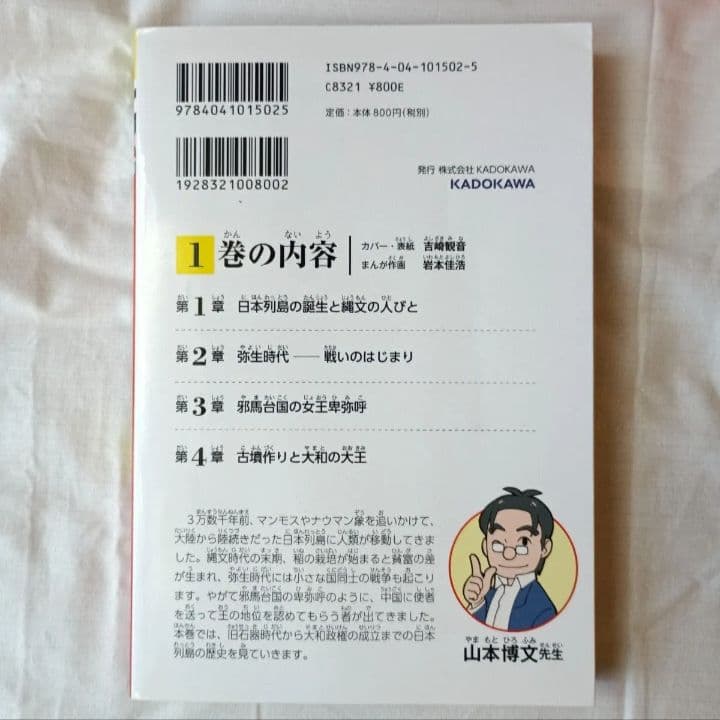 ISBN978-4-04-101502-5
C8321 ¥800E
9784041015025
定価:本体800円(税別)
1928321008002
発行 株式会社KADOKAWA
KADOKAWA
1巻の内容
カバー・表紙 吉崎観音
まんが作画 岩本佳浩
第1章 日本列島の誕生と縄文の人びと
第2章 弥生時代――戦いのはじまり
第3章 邪馬台国の女王卑弥呼
第4章 古墳作りと大和の大王
3万数千年前、マンモスやナウマン象を追いかけて、
大陸から陸続きだった日本列島に人類が移動してきま
した。縄文時代の末期、稲の栽培が始まると貧富の差
が生まれ、弥生時代には小さな国同士の戦争も起こり
ます。やがて邪馬台国の卑弥呼のように、中国に使者
を送って王の地位を認めてもらう者が出てきました。
本巻では、旧石器時代から大和政権の成立までの日本
列島の歴史を見ていきます。
山本博文先生